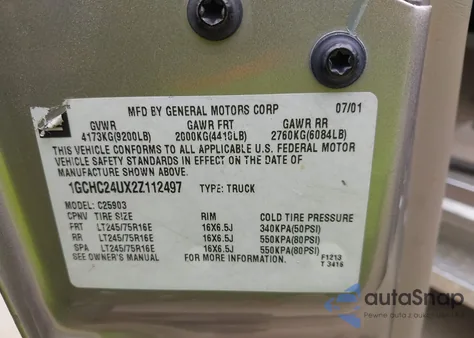 MFD BY GENERAL MOTORS CORP 07/01
GVWR GAWR FRT GAWR RR
4173KG(9200LB) 2000KG(4410LB) 2760KG(6084LB)
THIS VEHICLE CONFORMS TO ALL APPLICABLE U.S. FEDERAL MOTOR
VEHICLE SAFETY STANDARDS IN EFFECT ON THE DATE OF
MANUFACTURE SHOWN ABOVE.
1GCHC24UX2Z112497 TYPE: TRUCK
MODEL: C25903
CPNV TIRE SIZE RIM COLD TIRE PRESSURE
FRT LT245/75R16E 16X6.5J 340KPA(50PSI)
RR LT245/75R16E 16X6.5J 550KPA(80PSI)
SPA LT245/75R16E 16X6.5J 550KPA(80PSI)
SEE OWNER'S MANUAL FOR MORE INFORMATION. F1213
T 3416
autoSnap
Pewne auta z